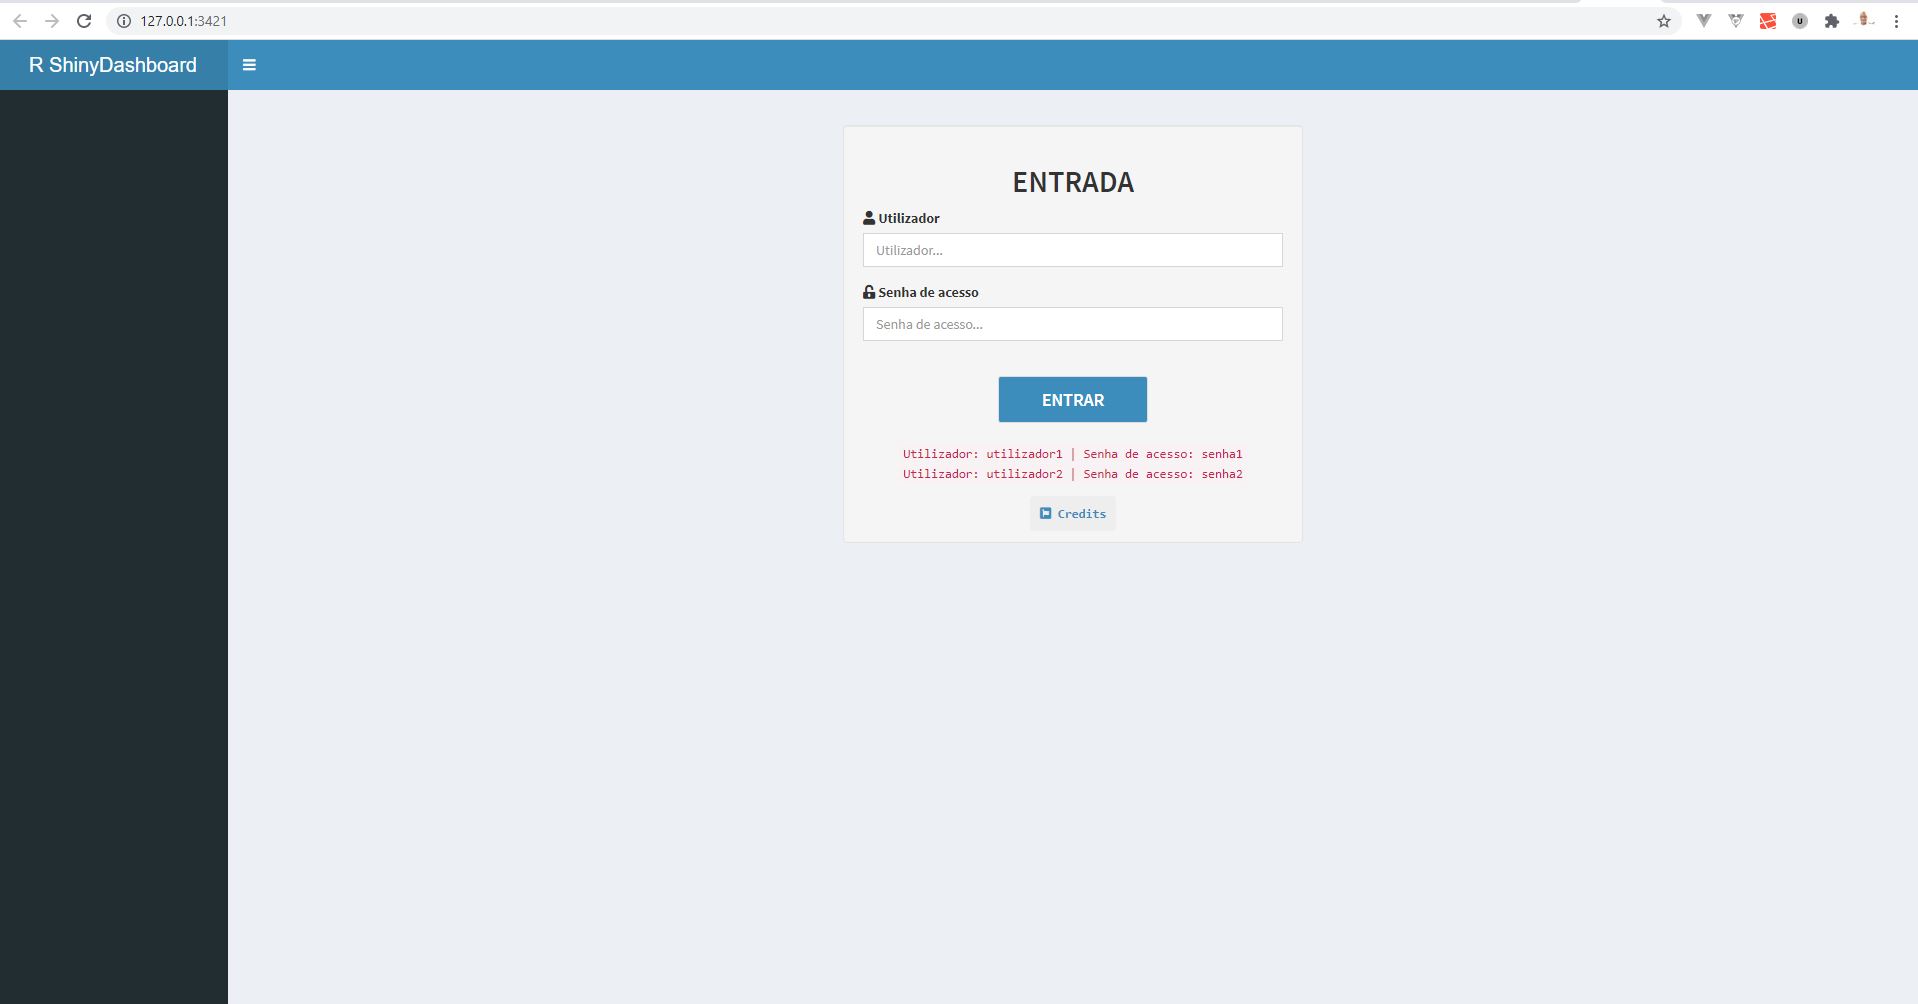 127.0.0.1:3421
R ShinyDashboard
ENTRADA
Utilizador
Utilizador...
Senha de acesso
Senha de acesso...
ENTRAR
Utilizador: utilizador1 | Senha de acesso: senha1
Utilizador: utilizador2 | Senha de acesso: senha2
Credits